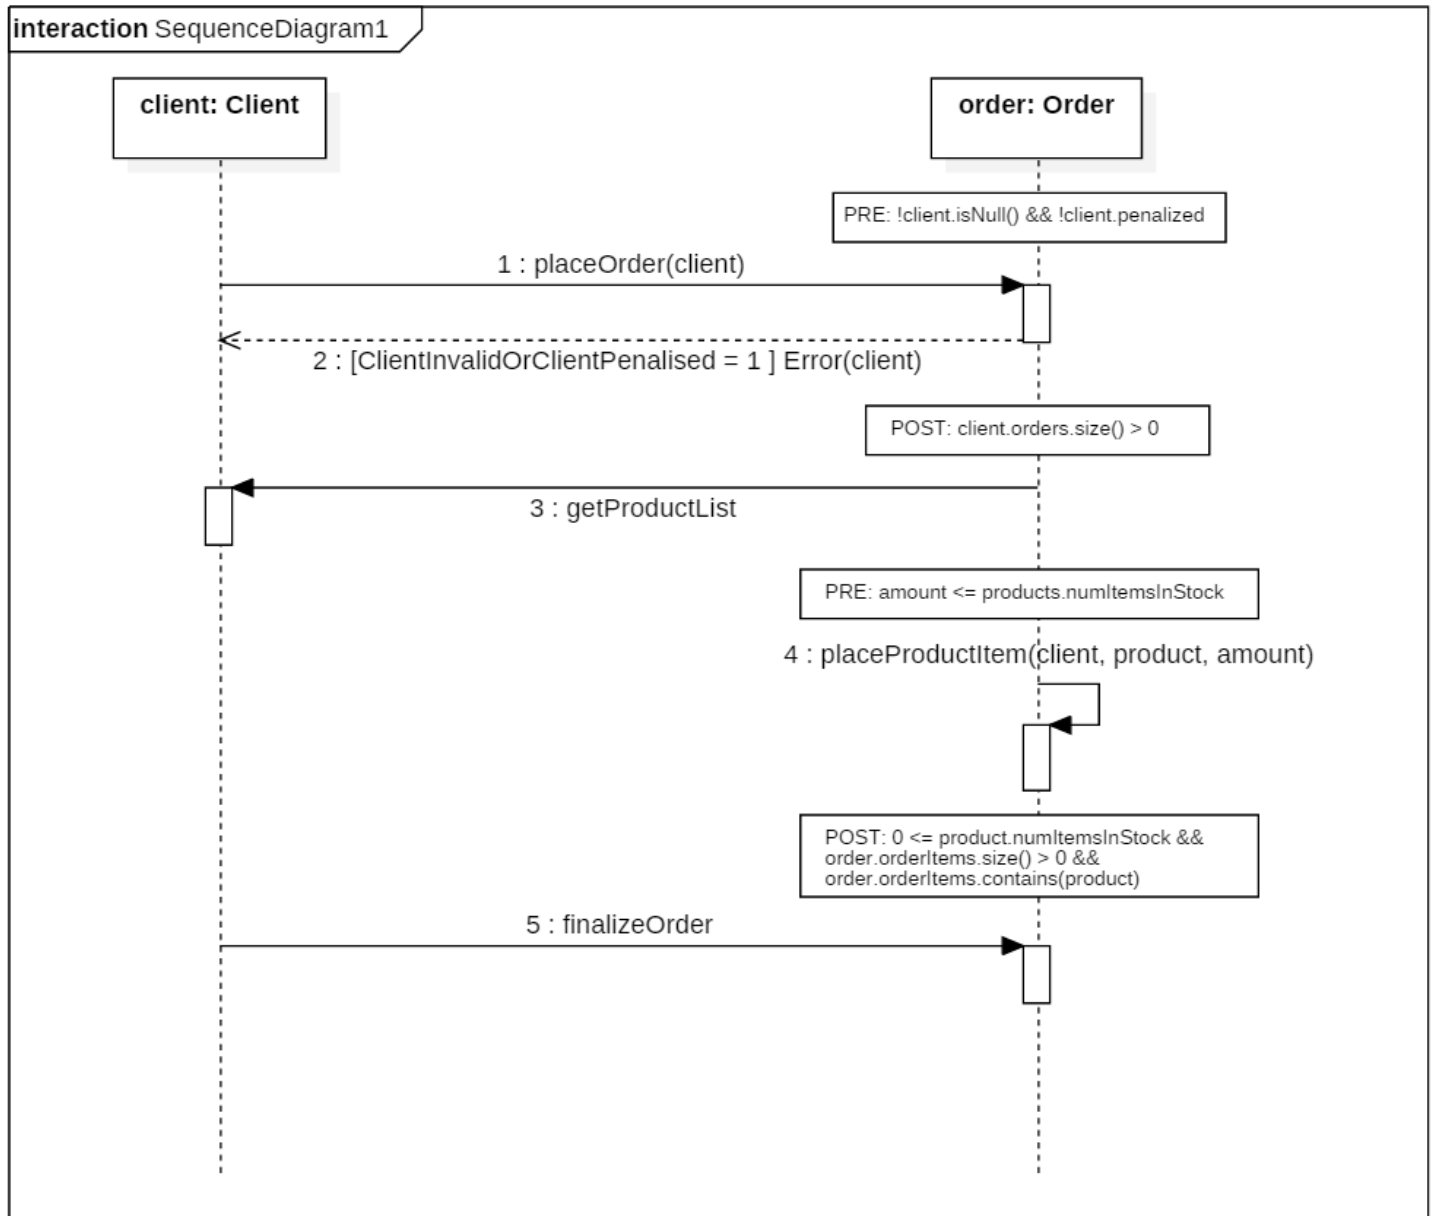 interaction SequenceDiagram1
client: Client
order: Order
PRE: !client.isNull() && !client.penalized
1 : placeOrder(client)
2 : [ClientInvalidOrClientPenalised = 1 ] Error(client)
POST: client.orders.size() > 0
3 : getProductList
PRE: amount <= products.numItemsInStock
4 : placeProductItem(client, product, amount)
POST: 0 <= product.numItemsInStock &&
order.orderItems.size() > 0 &&
order.orderItems.contains(product)
5 : finalizeOrder